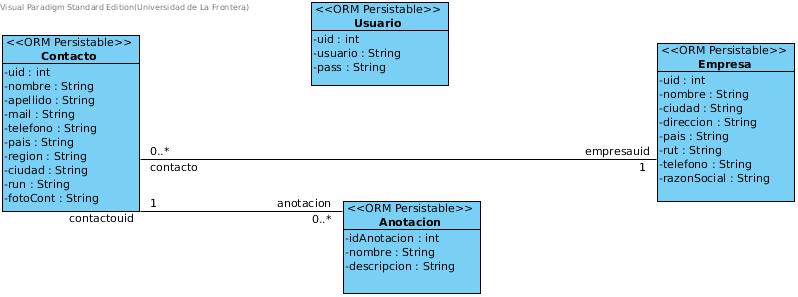 Visual Paradigm Standard Edition(Universidad de La Frontera)
<<ORM Persistable>>
Usuario
-uid : int
-usuario : String
-pass : String
<<ORM Persistable>>
Contacto
-uid : int
-nombre : String
-apellido : String
-mail : String
-telefono : String
-pais : String
-region : String
-ciudad : String
-run : String
-fotoCont : String
<<ORM Persistable>>
Empresa
-uid : int
-nombre : String
-ciudad : String
-direccion : String
-pais : String
-rut : String
-telefono : String
-razonSocial : String
0..*
contacto
empresauid
1
1
contactouid
anotacion
0..*
<<ORM Persistable>>
Anotacion
-idAnotacion : int
-nombre : String
-descripcion : String